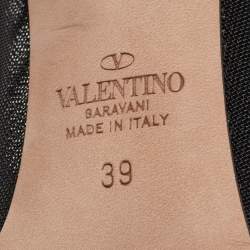 VALENTINO
GARAVANI
MADE IN ITALY
39